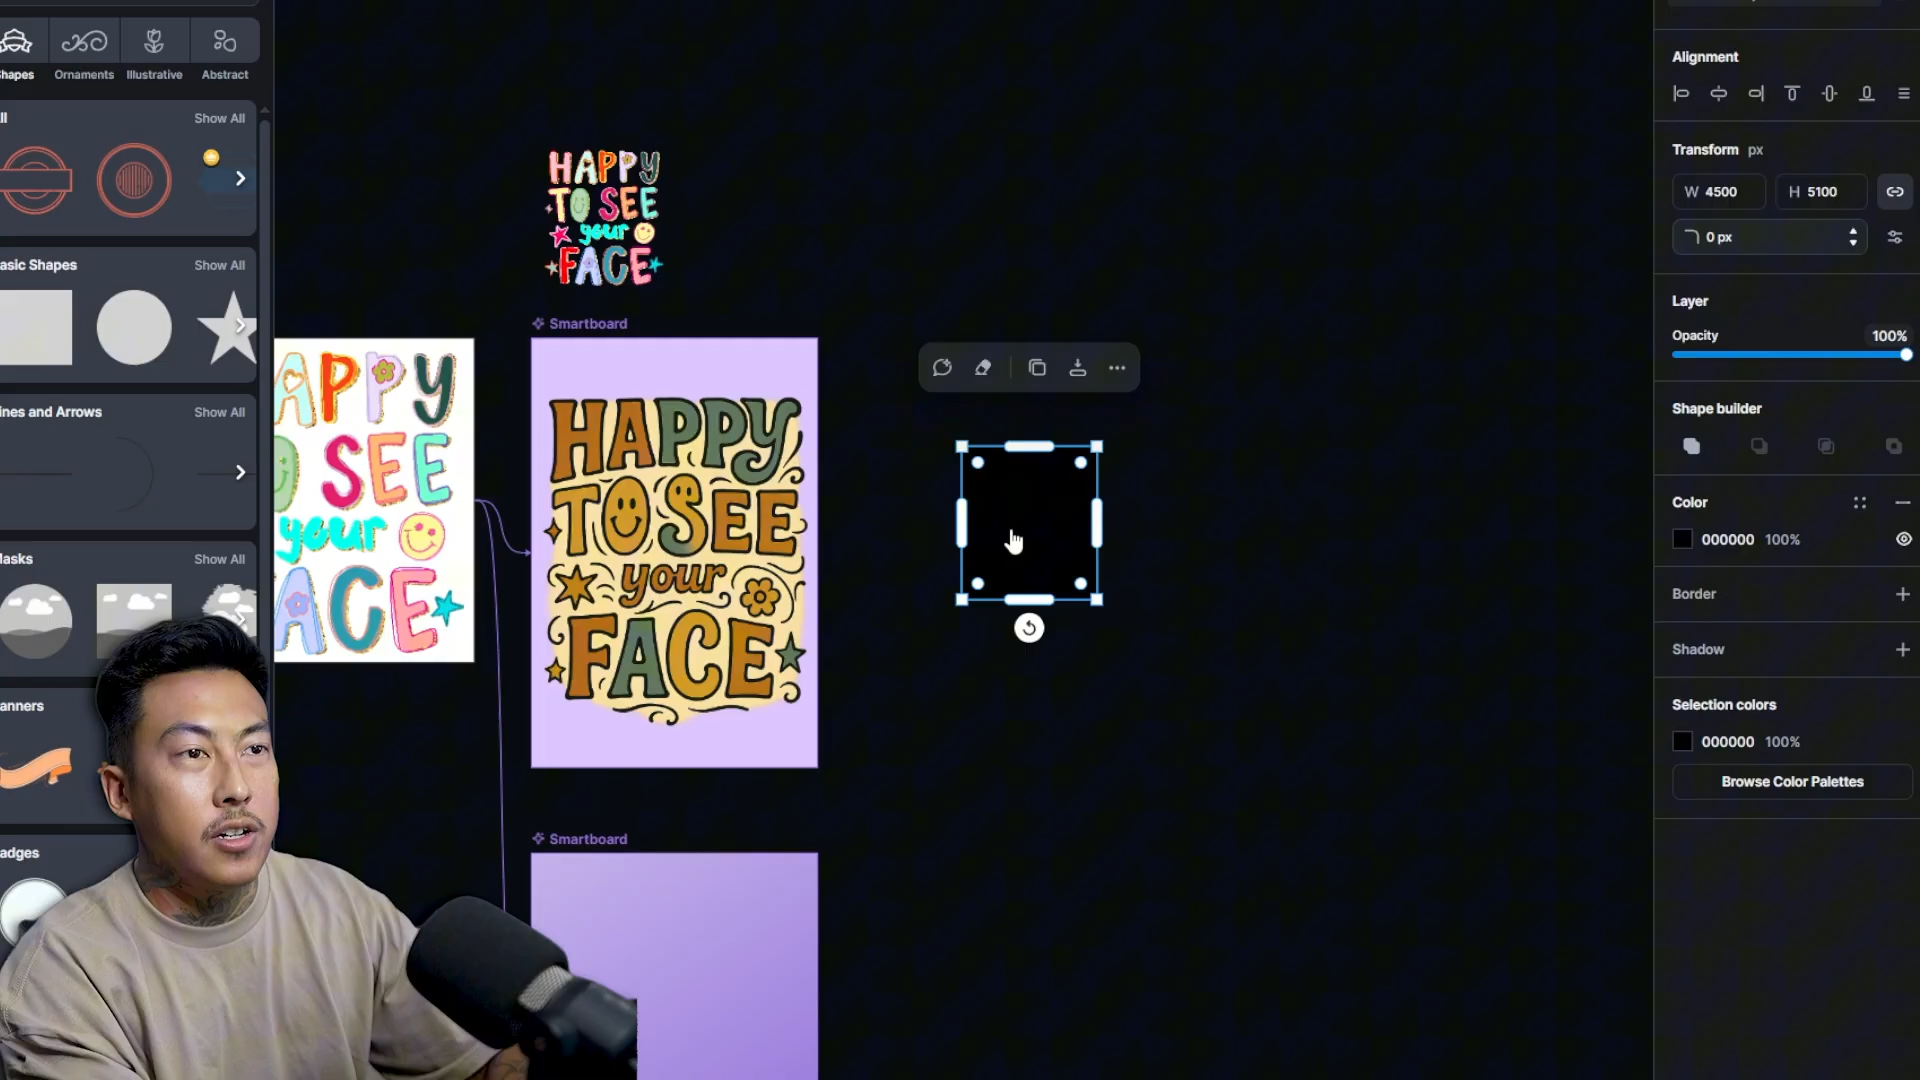 Shapes
Ornaments
Illustrative
Abstract
Show All
asic Shapes
Show All
ines and Arrows
Show All
Masks
Show All
anners
adges
HAPPY
TO SEE
your
FACE
APPY
SEE
your
ACE
Smartboard
HAPPY
TO SEE
your
FACE
Smartboard
Alignment
Transform px
W 4500
H 5100
0 px
Layer
Opacity
100%
Shape builder
Color
000000 100%
Border
Shadow
Selection colors
000000 100%
Browse Color Palettes